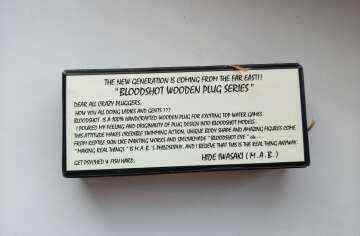 THE NEW GENERATION IS COMING FROM THE FAR EAST!!
"BLOODSHOT WOODEN PLUG SERIES"
DEAR ALL CRAZY PLUGGERS,
HOW YOU ALL DOING LADIES AND GENTS ???
BLOODSHOT IS A 100% HANDCRAFTED WOODEN PLUG FOR EXCITING TOP WATER GAMES.
I POURED MY FEELING AND ORIGINALITY OF PLUG DESIGN INTO BLOODSHOT MODELS.
THIS ATTITUDE MAKES CREDIBLE SWIMMING ACTION, UNIQUE BODY SHAPE AND AMAZING FIGURES COME
FROM REPTILE SKIN LIKE PAINTING WORKS AND "BLOODSHOT EYE"
"MAKING REAL THINGS" IS M.A.B.'S PHILOSOPHY. AND I BELIEVE THAT THIS IS THE REAL THING ANYWAY.
GET PSYCHED & FISH HARD.
HIDE IWASAKI (M.A.B.)